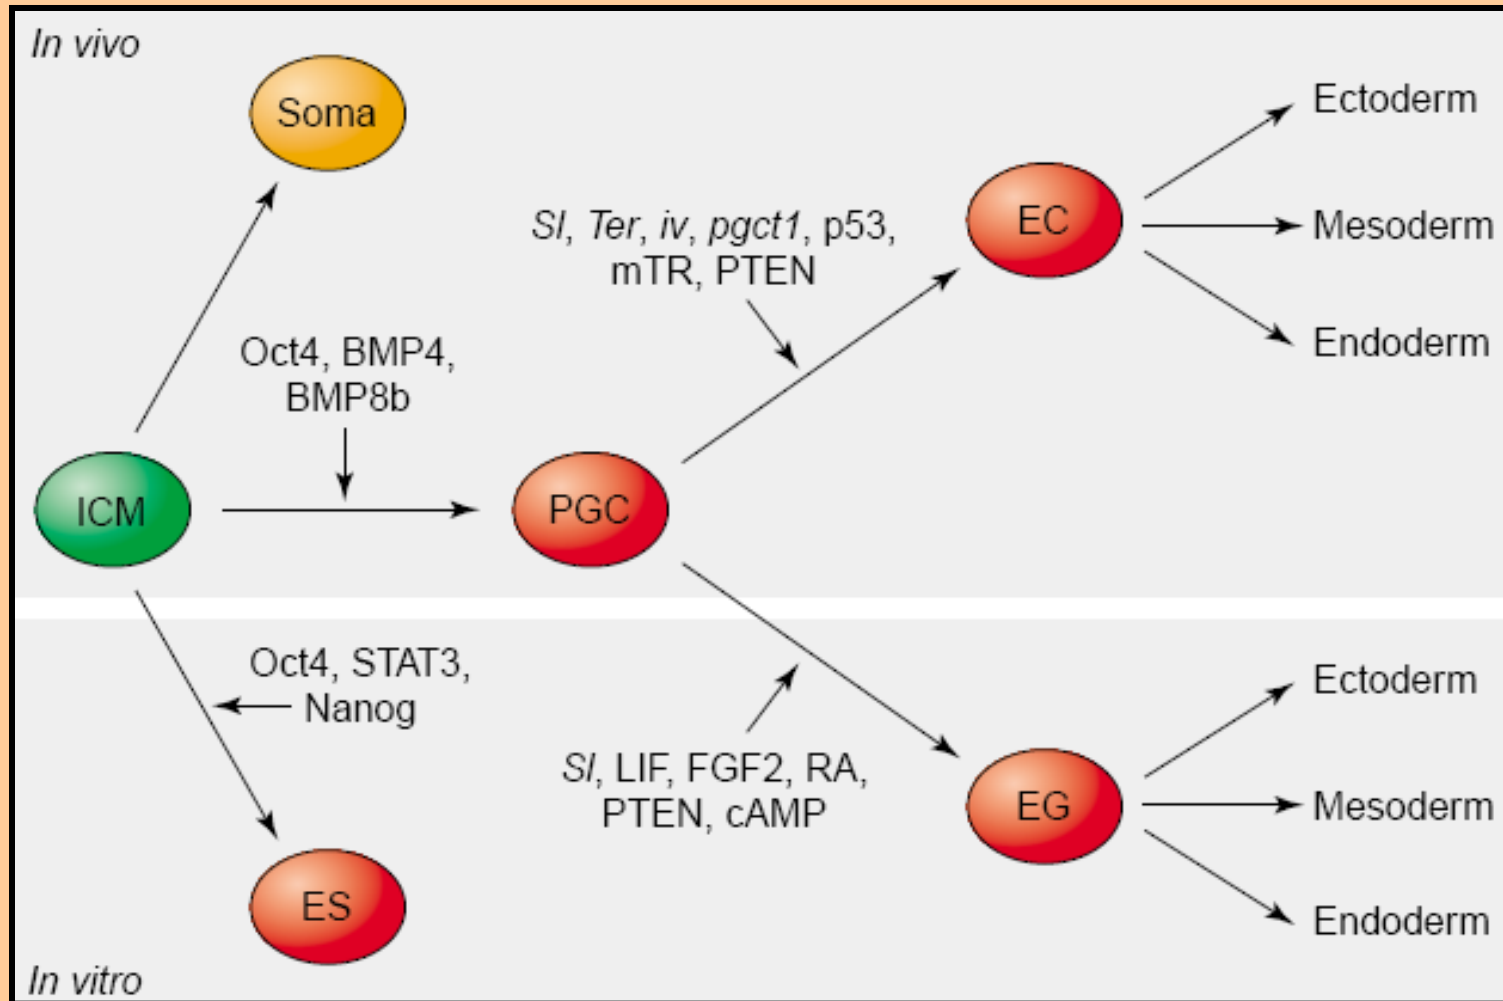 In vivo
Soma
Ectoderm
Sl, Ter, iv, pgct1, p53,
mTR, PTEN
EC
Mesoderm
Endoderm
Oct4, BMP4,
BMP8b
ICM
PGC
Oct4, STAT3,
Nanog
Sl, LIF, FGF2, RA,
PTEN, cAMP
EG
Ectoderm
Mesoderm
Endoderm
ES
In vitro